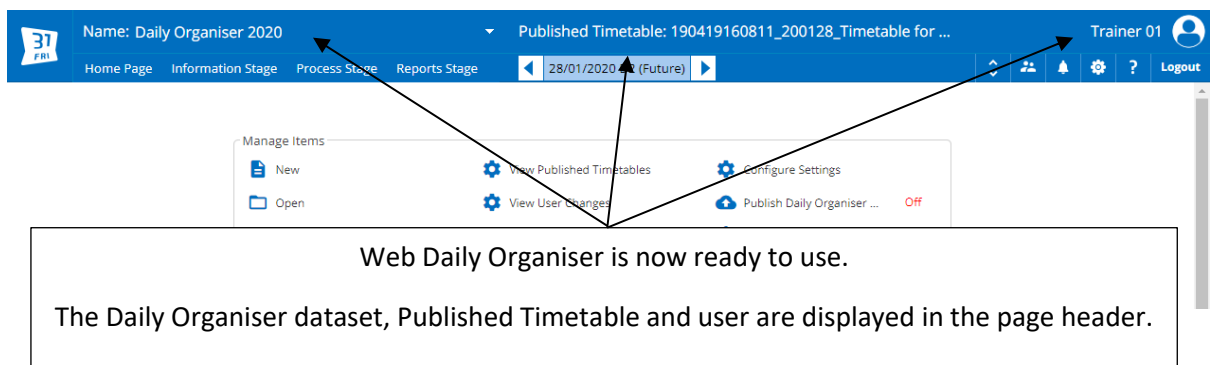 Name: Daily Organiser 2020 Published Timetable: 190419160811_200128_Timetable for ... Trainer 01
31
FRI
Home Page Information Stage Process Stage Reports Stage 28/01/2020 (Future) ? Logout
Manage Items
New View Published Timetables Configure Settings
Open View User Changes Publish Daily Organiser ... Off
Web Daily Organiser is now ready to use.
The Daily Organiser dataset, Published Timetable and user are displayed in the page header.